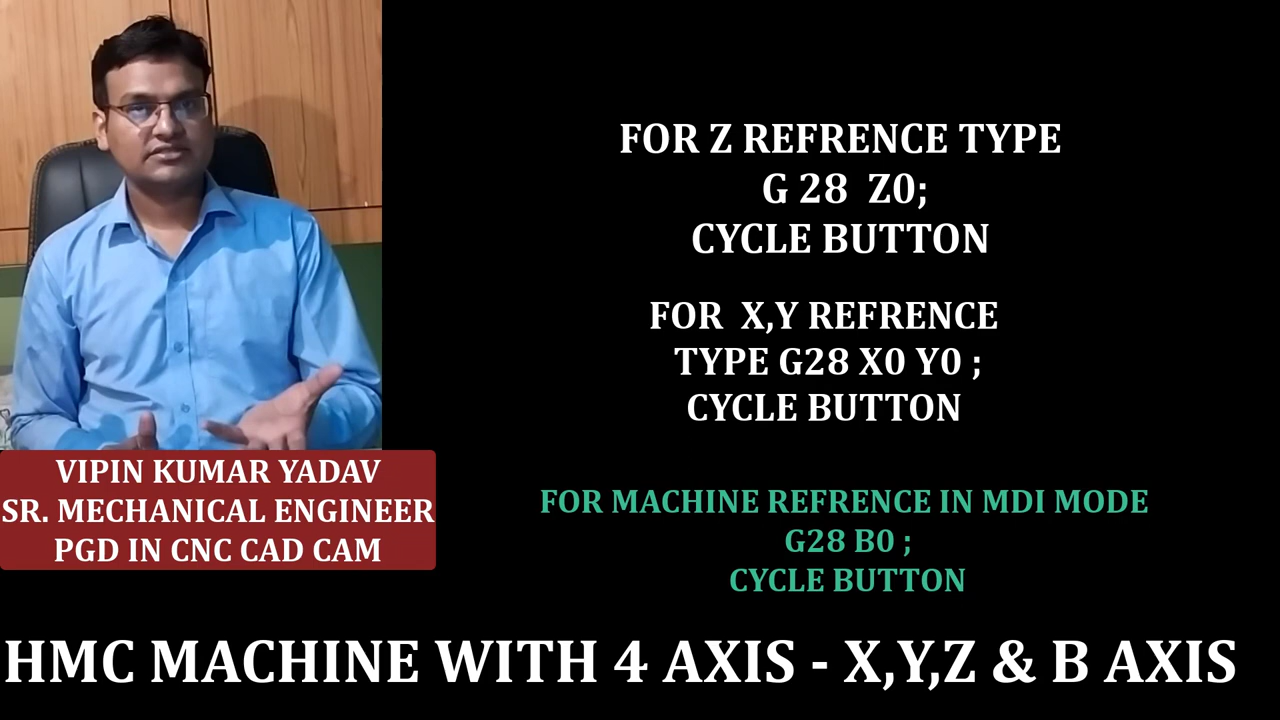 FOR Z REFRENCE TYPE
G 28 Z0;
CYCLE BUTTON
FOR X,Y REFRENCE
TYPE G28 X0 Y0 ;
CYCLE BUTTON
VIPIN KUMAR YADAV
SR. MECHANICAL ENGINEER
PGD IN CNC CAD CAM
FOR MACHINE REFRENCE IN MDI MODE
G28 B0 ;
CYCLE BUTTON
HMC MACHINE WITH 4 AXIS - X,Y,Z & B AXIS